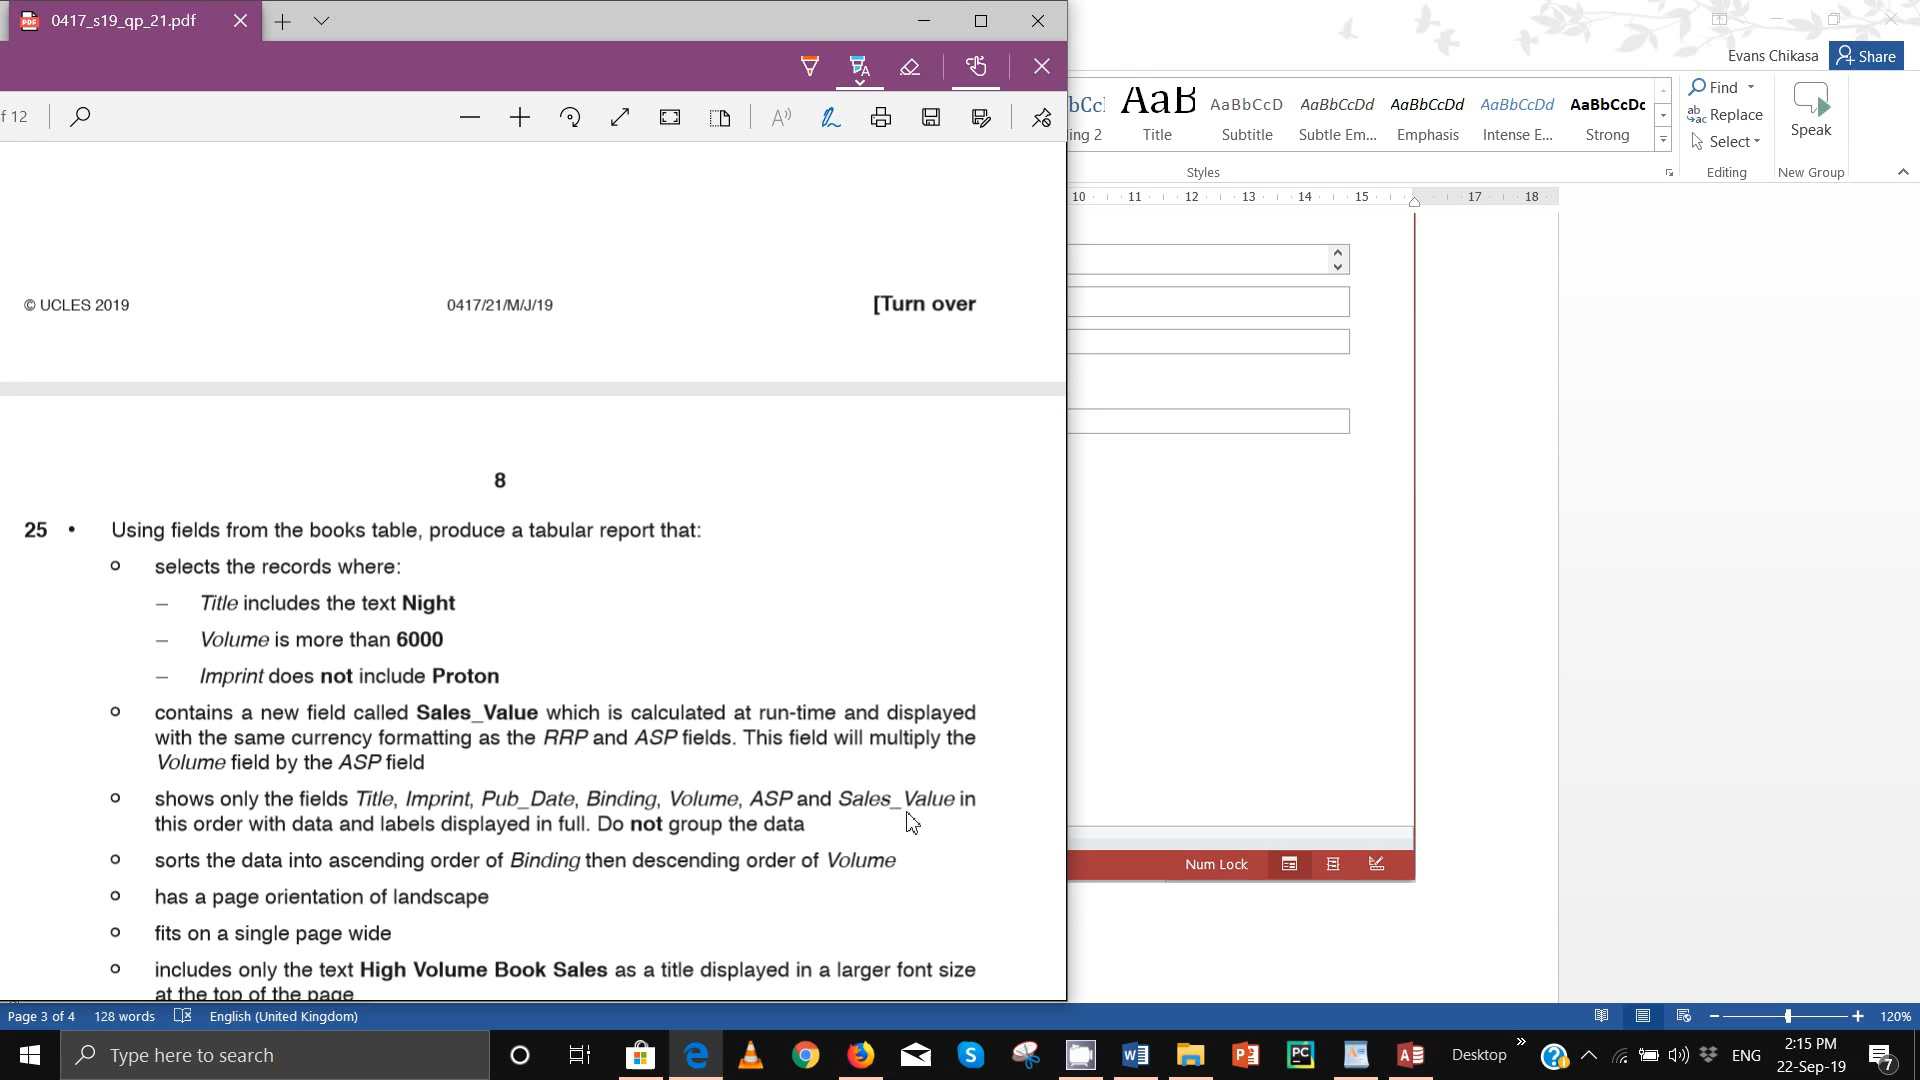 0417_s19_qp_21.pdf
Evans Chikasa
Share
f 12
bCcI
AaB
AaBbCcD
AaBbCcDd
AaBbCcDd
AaBbCcDd
AaBbCcDc
ing 2
Title
Subtitle
Subtle Em...
Emphasis
Intense E...
Strong
Find
Replace
Select
Speak
Styles
Editing
New Group
10 11 12 13 14 15 17 18
© UCLES 2019
0417/21/M/J/19
[Turn over
8
25 • Using fields from the books table, produce a tabular report that:
selects the records where:
– Title includes the text Night
– Volume is more than 6000
– Imprint does not include Proton
contains a new field called Sales_Value which is calculated at run-time and displayed
with the same currency formatting as the RRP and ASP fields. This field will multiply the
Volume field by the ASP field
shows only the fields Title, Imprint, Pub_Date, Binding, Volume, ASP and Sales_Value in
this order with data and labels displayed in full. Do not group the data
sorts the data into ascending order of Binding then descending order of Volume
has a page orientation of landscape
fits on a single page wide
includes only the text High Volume Book Sales as a title displayed in a larger font size
at the top of the page
Num Lock
Page 3 of 4
128 words
English (United Kingdom)
120%
Type here to search
Desktop
ENG
2:15 PM
22-Sep-19
7